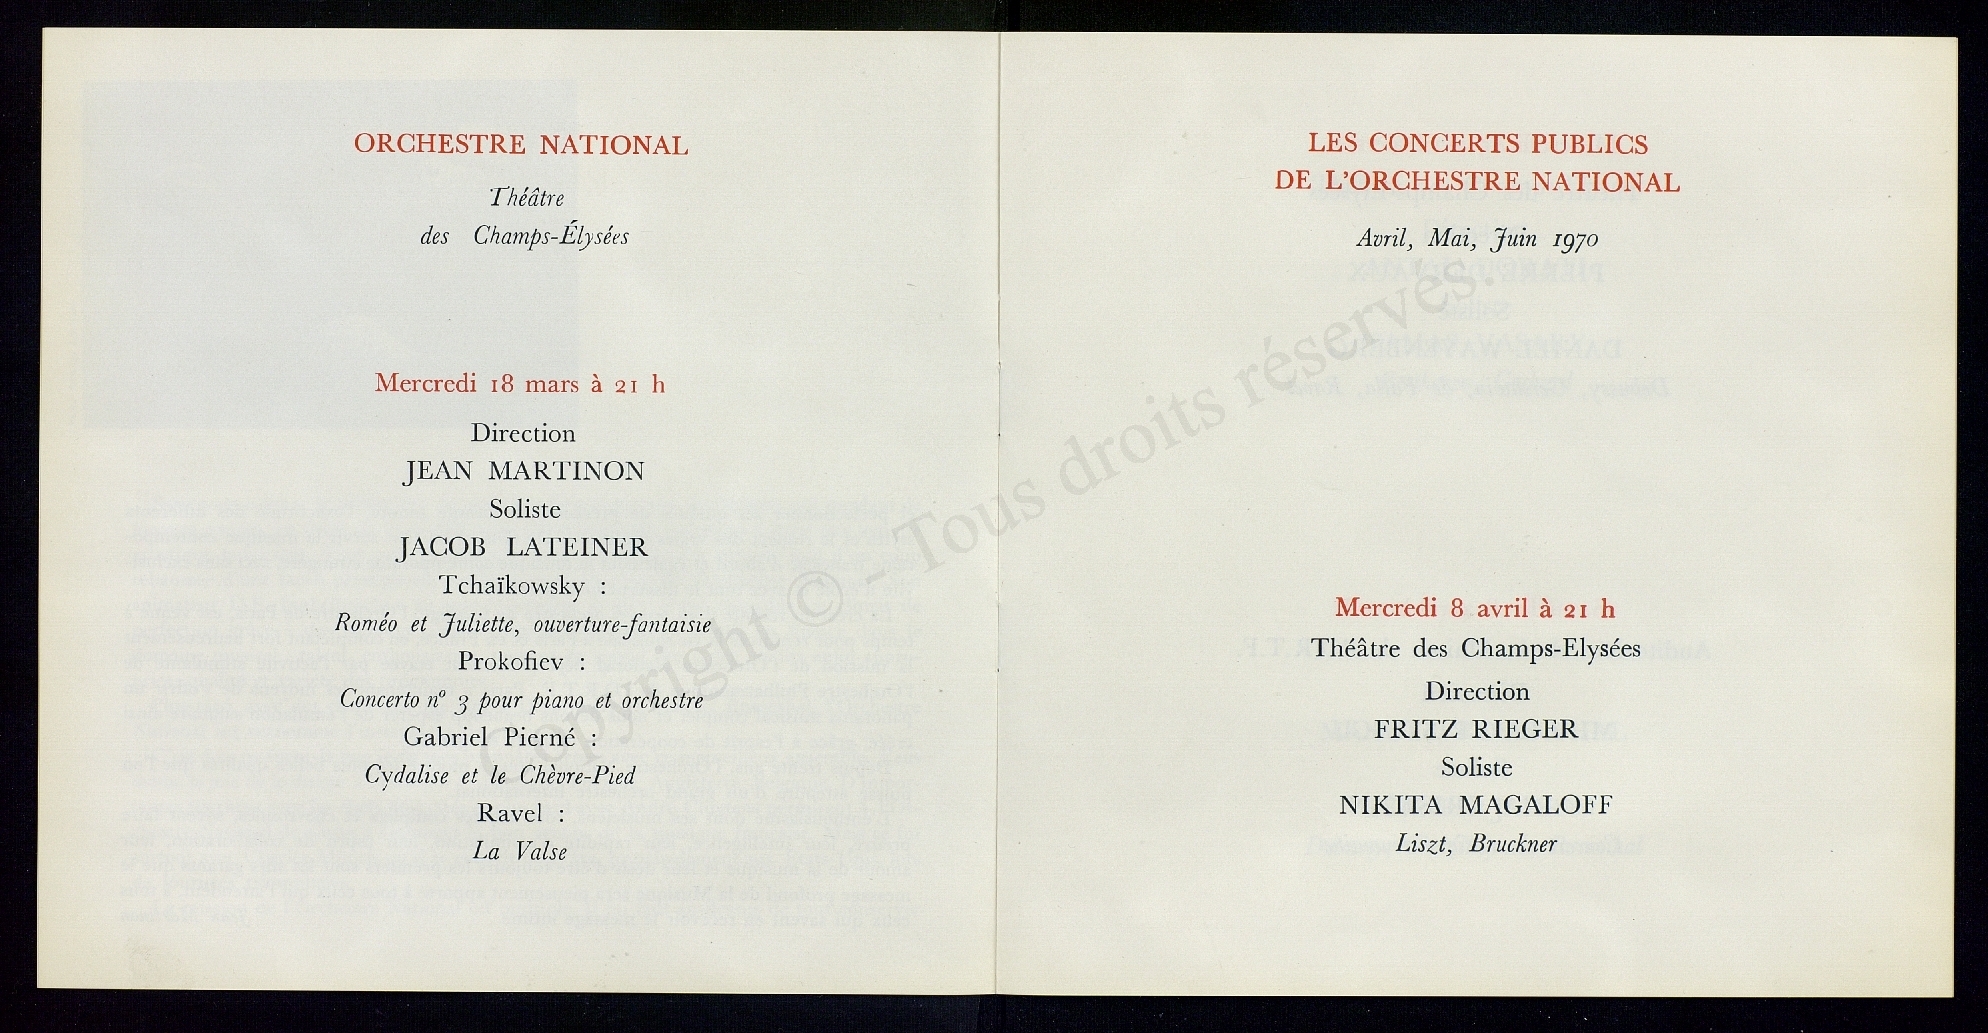 ORCHESTRE NATIONAL
Théâtre
des Champs-Élysées
Mercredi 18 mars à 21 h
Direction
JEAN MARTINON
Soliste
JACOB LATEINER
Tchaïkowsky :
Roméo et Juliette, ouverture-fantaisie
Prokofiev :
Concerto nº 3 pour piano et orchestre
Gabriel Pierné :
Cydalise et le Chèvre-Pied
Ravel :
La Valse
LES CONCERTS PUBLICS
DE L'ORCHESTRE NATIONAL
Avril, Mai, Juin 1970
Mercredi 8 avril à 21 h
Théâtre des Champs-Elysées
Direction
FRITZ RIEGER
Soliste
NIKITA MAGALOFF
Liszt, Bruckner
Copyright © - Tous droits réservés.